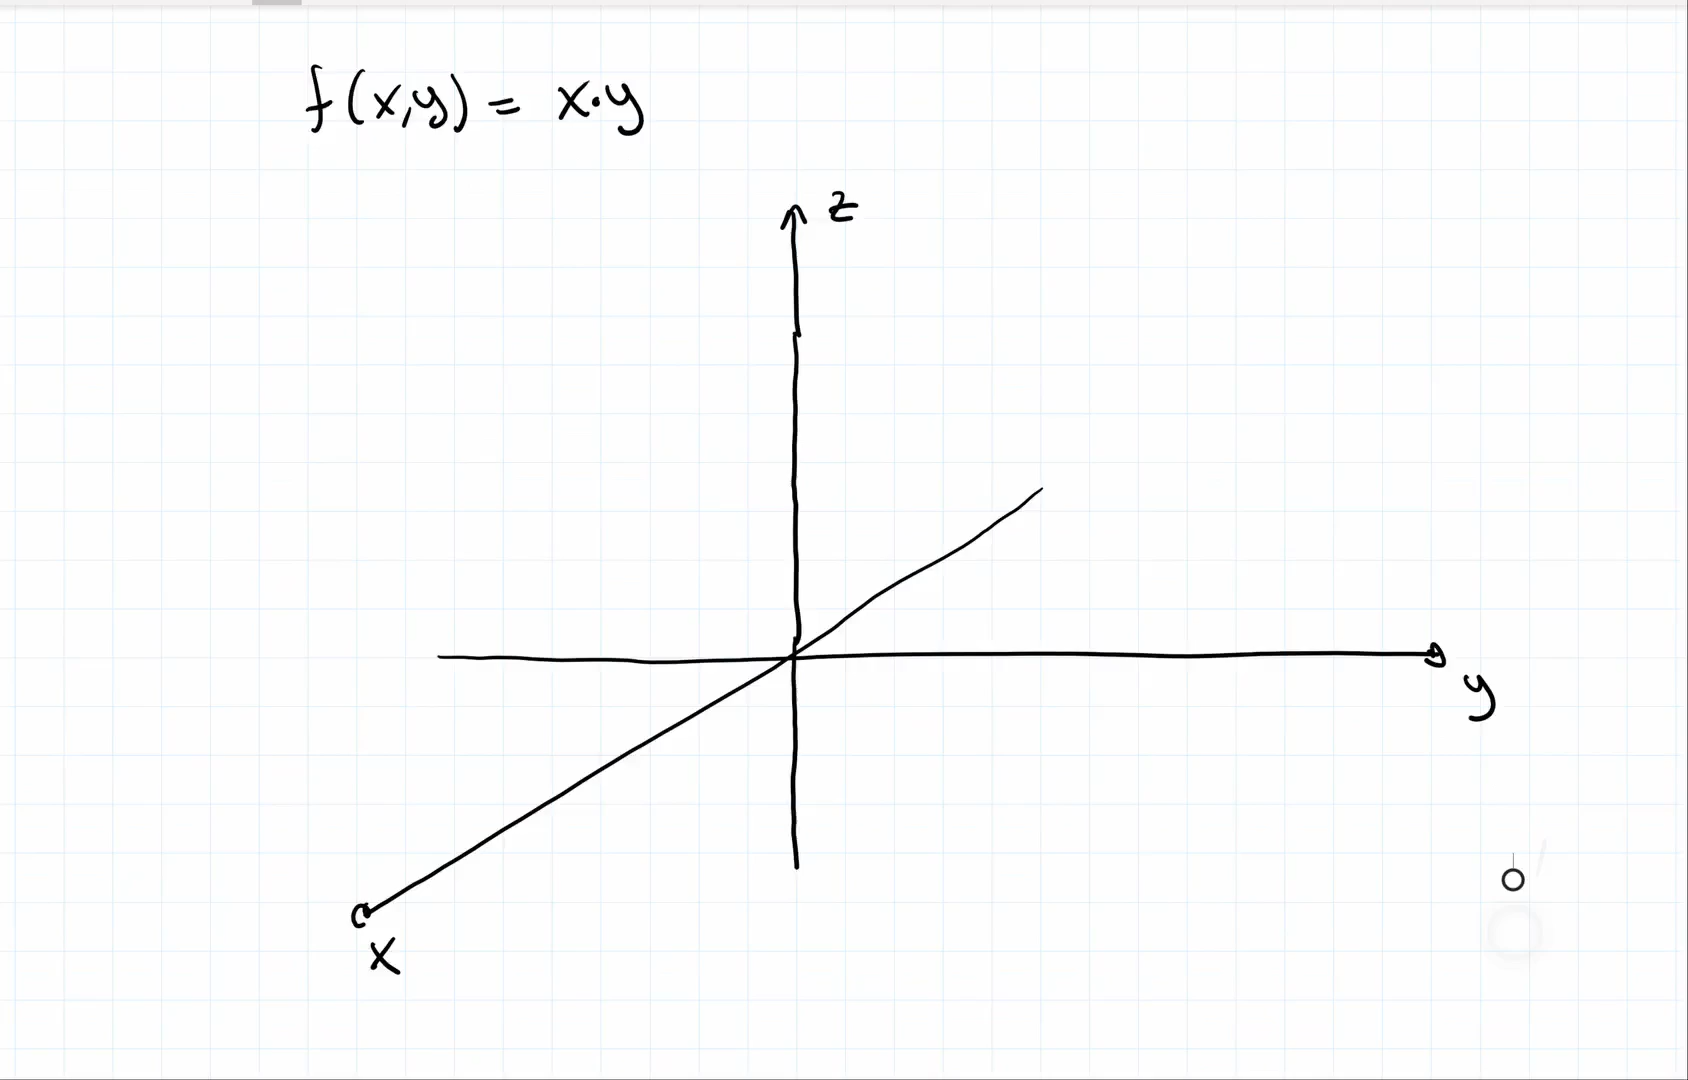 f(x,y) = x·y
z
y
x